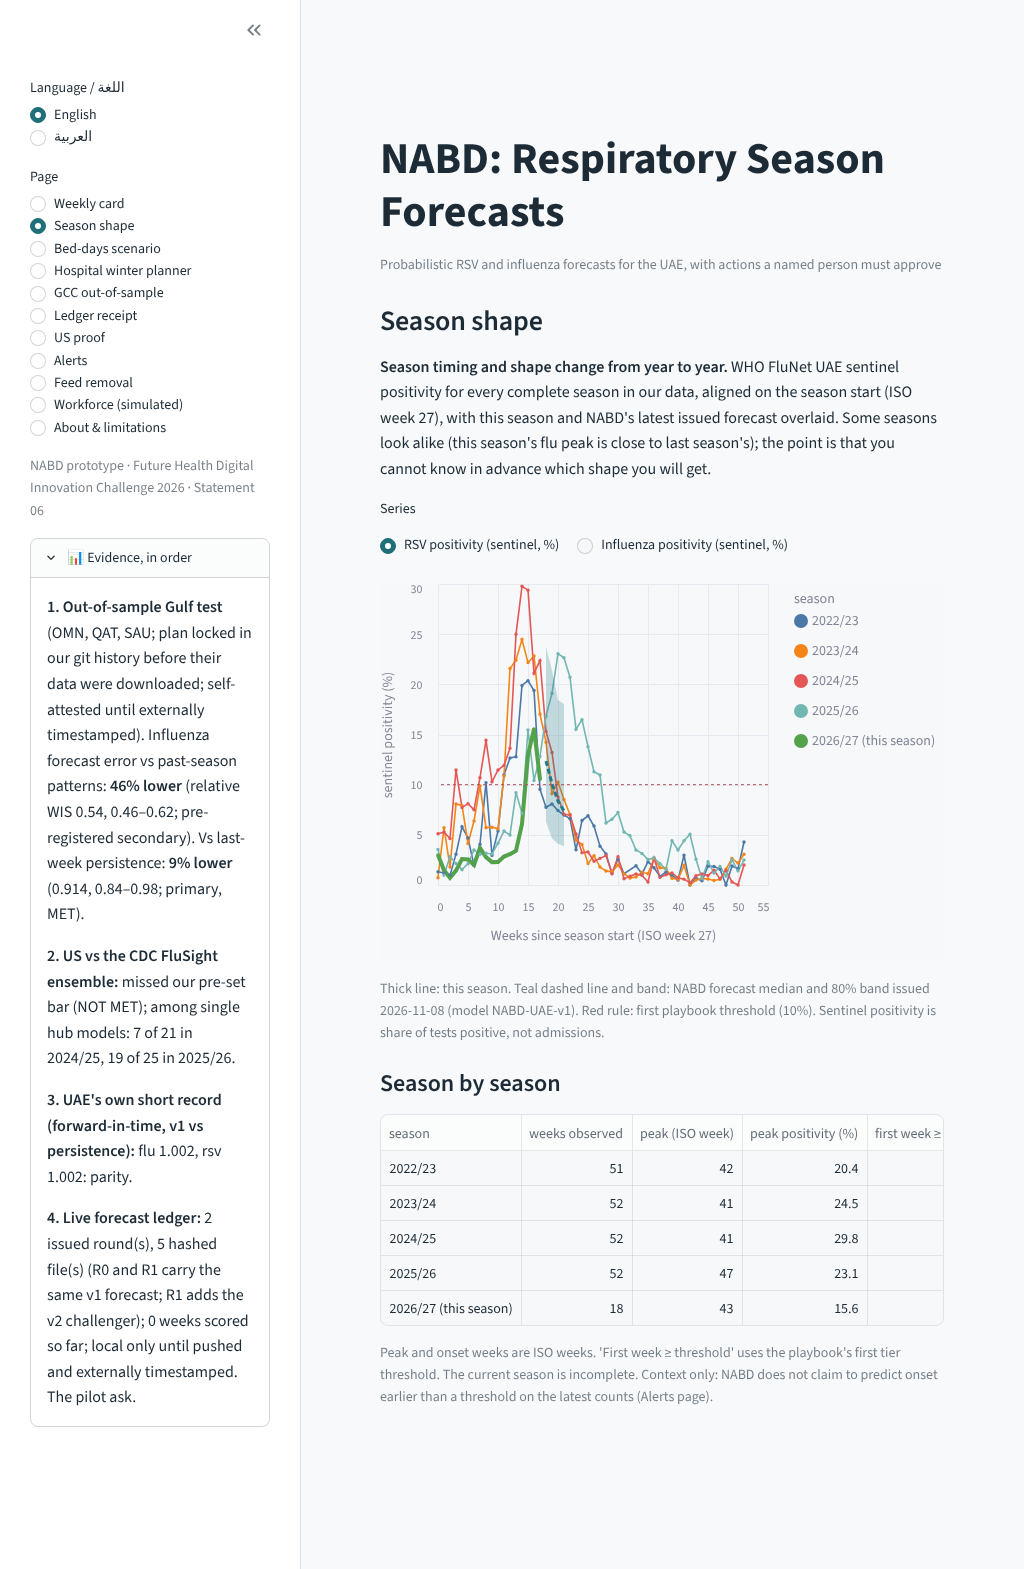 Language / اللغة
English
العربية
Page
Weekly card
Season shape
Bed-days scenario
Hospital winter planner
GCC out-of-sample
Ledger receipt
US proof
Alerts
Feed removal
Workforce (simulated)
About & limitations
NABD prototype · Future Health Digital
Innovation Challenge 2026 · Statement
06
📊 Evidence, in order
1. Out-of-sample Gulf test
(OMN, QAT, SAU; plan locked in
our git history before their
data were downloaded; self-
attested until externally
timestamped). Influenza
forecast error vs past-season
patterns: 46% lower (relative
WIS 0.54, 0.46–0.62; pre-
registered secondary). Vs last-
week persistence: 9% lower
(0.914, 0.84–0.98; primary,
MET).
2. US vs the CDC FluSight
ensemble: missed our pre-set
bar (NOT MET); among single
hub models: 7 of 21 in
2024/25, 19 of 25 in 2025/26.
3. UAE's own short record
(forward-in-time, v1 vs
persistence): flu 1.002, rsv
1.002: parity.
4. Live forecast ledger: 2
issued round(s), 5 hashed
file(s) (R0 and R1 carry the
same v1 forecast; R1 adds the
v2 challenger); 0 weeks scored
so far; local only until pushed
and externally timestamped.
The pilot ask.
NABD: Respiratory Season
Forecasts
Probabilistic RSV and influenza forecasts for the UAE, with actions a named person must approve
Season shape
Season timing and shape change from year to year. WHO FluNet UAE sentinel
positivity for every complete season in our data, aligned on the season start (ISO
week 27), with this season and NABD's latest issued forecast overlaid. Some seasons
look alike (this season's flu peak is close to last season's); the point is that you
cannot know in advance which shape you will get.
Series
RSV positivity (sentinel, %) Influenza positivity (sentinel, %)
sentinel positivity (%)
30
25
20
15
10
5
0
0 5 10 15 20 25 30 35 40 45 50 55
Weeks since season start (ISO week 27)
season
2022/23
2023/24
2024/25
2025/26
2026/27 (this season)
Thick line: this season. Teal dashed line and band: NABD forecast median and 80% band issued
2026-11-08 (model NABD-UAE-v1). Red rule: first playbook threshold (10%). Sentinel positivity is
share of tests positive, not admissions.
Season by season
season weeks observed peak (ISO week) peak positivity (%) first week ≥
2022/23 51 42 20.4
2023/24 52 41 24.5
2024/25 52 41 29.8
2025/26 52 47 23.1
2026/27 (this season) 18 43 15.6
Peak and onset weeks are ISO weeks. 'First week ≥ threshold' uses the playbook's first tier
threshold. The current season is incomplete. Context only: NABD does not claim to predict onset
earlier than a threshold on the latest counts (Alerts page).